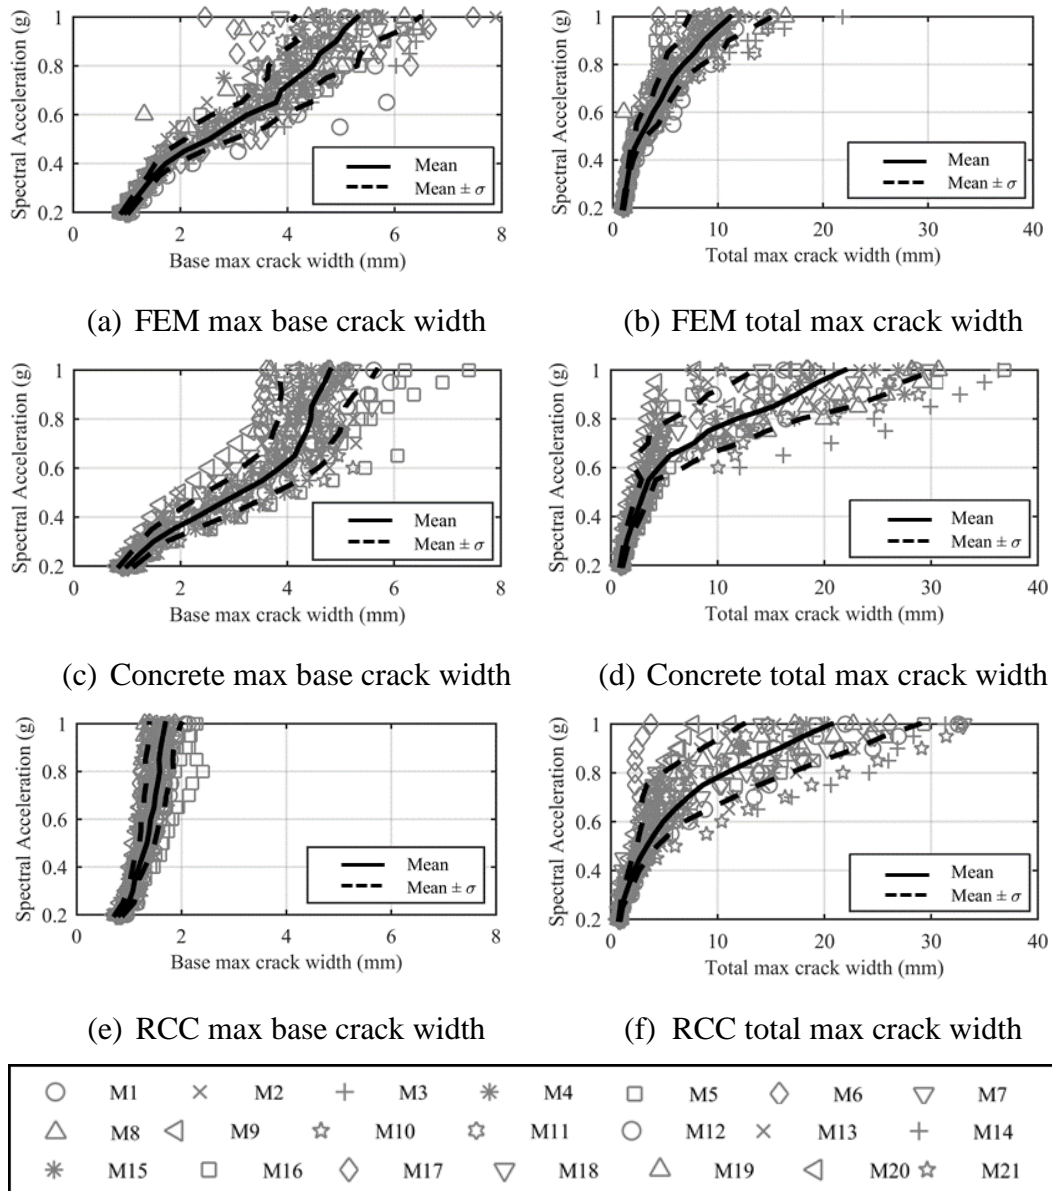 Spectral Acceleration (g)
1
0.8
0.6
0.4
0.2
0 2 4 6 8
Base max crack width (mm)
Mean
Mean ± σ
(a) FEM max base crack width
Spectral Acceleration (g)
1
0.8
0.6
0.4
0.2
0 10 20 30 40
Total max crack width (mm)
Mean
Mean ± σ
(b) FEM total max crack width
Spectral Acceleration (g)
1
0.8
0.6
0.4
0.2
0 2 4 6 8
Base max crack width (mm)
Mean
Mean ± σ
(c) Concrete max base crack width
Spectral Acceleration (g)
1
0.8
0.6
0.4
0.2
0 10 20 30 40
Total max crack width (mm)
Mean
Mean ± σ
(d) Concrete total max crack width
Spectral Acceleration (g)
1
0.8
0.6
0.4
0.2
0 2 4 6 8
Base max crack width (mm)
Mean
Mean ± σ
(e) RCC max base crack width
Spectral Acceleration (g)
1
0.8
0.6
0.4
0.2
0 10 20 30 40
Total max crack width (mm)
Mean
Mean ± σ
(f) RCC total max crack width
M1 M2 M3 M4 M5 M6 M7
M8 M9 M10 M11 M12 M13 M14
M15 M16 M17 M18 M19 M20 M21